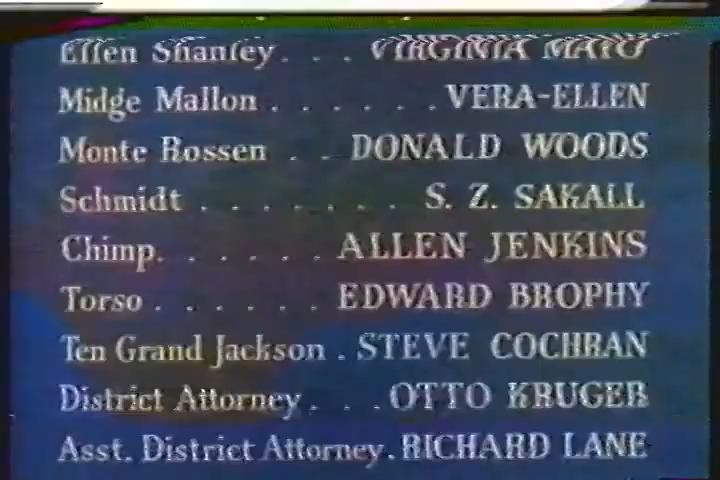 Ellen Shanley. . . VIRGINIA MAYO
Midge Mallon . . . . . . VERA-ELLEN
Monte Rossen . . DONALD WOODS
Schmidt . . . . . . . S. Z. SAKALL
Chimp. . . . . . ALLEN JENKINS
Torso . . . . . . EDWARD BROPHY
Ten Grand Jackson . STEVE COCHRAN
District Attorney . . . OTTO KRUGER
Asst. District Attorney . RICHARD LANE